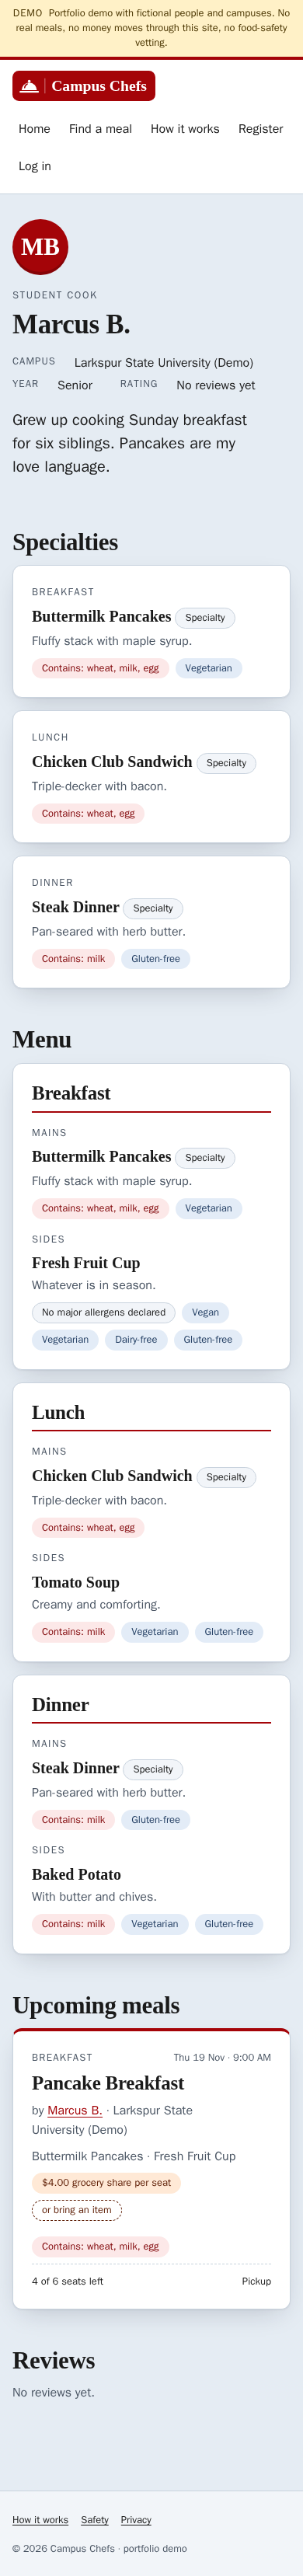 DEMO Portfolio demo with fictional people and campuses. No
real meals, no money moves through this site, no food-safety
vetting.
Campus Chefs
Home Find a meal How it works Register
Log in
MB
STUDENT COOK
Marcus B.
CAMPUS Larkspur State University (Demo)
YEAR Senior RATING No reviews yet
Grew up cooking Sunday breakfast
for six siblings. Pancakes are my
love language.
Specialties
BREAKFAST
Buttermilk Pancakes Specialty
Fluffy stack with maple syrup.
Contains: wheat, milk, egg Vegetarian
LUNCH
Chicken Club Sandwich Specialty
Triple-decker with bacon.
Contains: wheat, egg
DINNER
Steak Dinner Specialty
Pan-seared with herb butter.
Contains: milk Gluten-free
Menu
Breakfast
MAINS
Buttermilk Pancakes Specialty
Fluffy stack with maple syrup.
Contains: wheat, milk, egg Vegetarian
SIDES
Fresh Fruit Cup
Whatever is in season.
No major allergens declared Vegan
Vegetarian Dairy-free Gluten-free
Lunch
MAINS
Chicken Club Sandwich Specialty
Triple-decker with bacon.
Contains: wheat, egg
SIDES
Tomato Soup
Creamy and comforting.
Contains: milk Vegetarian Gluten-free
Dinner
MAINS
Steak Dinner Specialty
Pan-seared with herb butter.
Contains: milk Gluten-free
SIDES
Baked Potato
With butter and chives.
Contains: milk Vegetarian Gluten-free
Upcoming meals
BREAKFAST Thu 19 Nov · 9:00 AM
Pancake Breakfast
by Marcus B. · Larkspur State
University (Demo)
Buttermilk Pancakes · Fresh Fruit Cup
$4.00 grocery share per seat
or bring an item
Contains: wheat, milk, egg
4 of 6 seats left Pickup
Reviews
No reviews yet.
How it works Safety Privacy
© 2026 Campus Chefs · portfolio demo